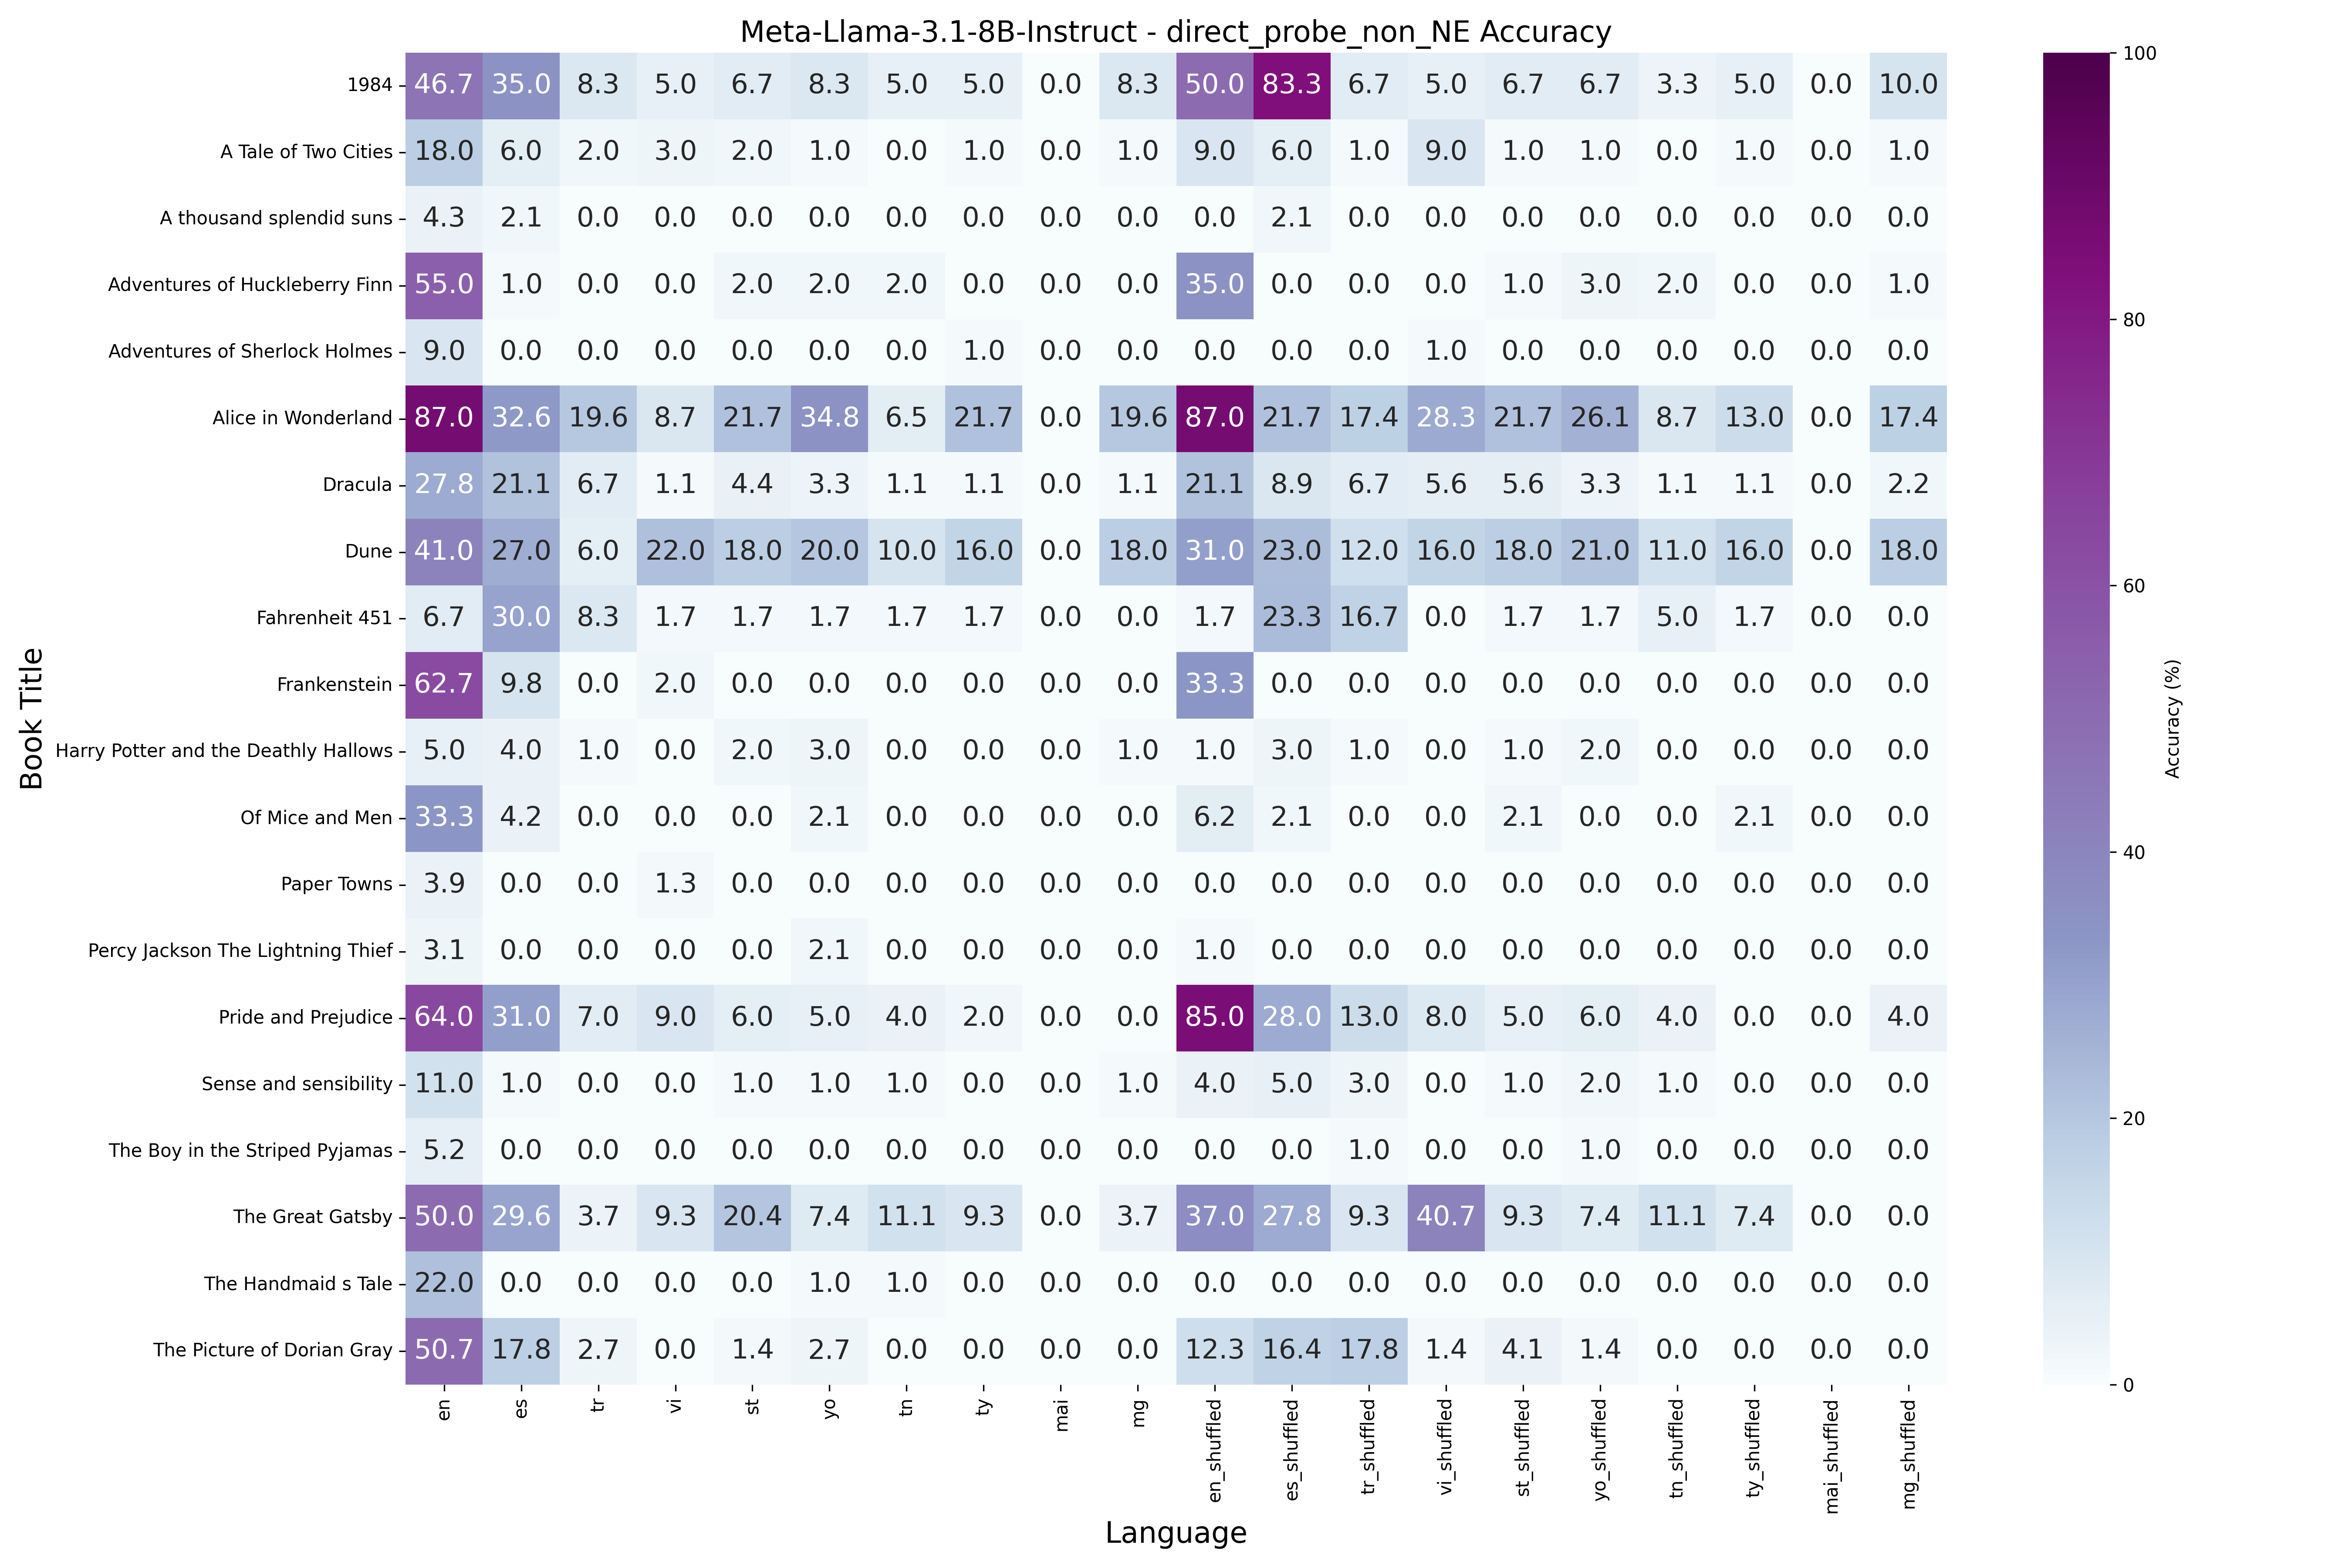 Meta-Llama-3.1-8B-Instruct - direct_probe_non_NE Accuracy
Book Title
1984 46.7 35.0 8.3 5.0 6.7 8.3 5.0 5.0 0.0 8.3 50.0 83.3 6.7 5.0 6.7 6.7 3.3 5.0 0.0 10.0
A Tale of Two Cities 18.0 6.0 2.0 3.0 2.0 1.0 0.0 1.0 0.0 1.0 9.0 6.0 1.0 9.0 1.0 1.0 0.0 1.0 0.0 1.0
A thousand splendid suns 4.3 2.1 0.0 0.0 0.0 0.0 0.0 0.0 0.0 0.0 0.0 2.1 0.0 0.0 0.0 0.0 0.0 0.0 0.0 0.0
Adventures of Huckleberry Finn 55.0 1.0 0.0 0.0 2.0 2.0 2.0 0.0 0.0 0.0 35.0 0.0 0.0 0.0 1.0 3.0 2.0 0.0 0.0 1.0
Adventures of Sherlock Holmes 9.0 0.0 0.0 0.0 0.0 0.0 0.0 1.0 0.0 0.0 0.0 0.0 0.0 1.0 0.0 0.0 0.0 0.0 0.0 0.0
Alice in Wonderland 87.0 32.6 19.6 8.7 21.7 34.8 6.5 21.7 0.0 19.6 87.0 21.7 17.4 28.3 21.7 26.1 8.7 13.0 0.0 17.4
Dracula 27.8 21.1 6.7 1.1 4.4 3.3 1.1 1.1 0.0 1.1 21.1 8.9 6.7 5.6 5.6 3.3 1.1 1.1 0.0 2.2
Dune 41.0 27.0 6.0 22.0 18.0 20.0 10.0 16.0 0.0 18.0 31.0 23.0 12.0 16.0 18.0 21.0 11.0 16.0 0.0 18.0
Fahrenheit 451 6.7 30.0 8.3 1.7 1.7 1.7 1.7 1.7 0.0 0.0 1.7 23.3 16.7 0.0 1.7 1.7 5.0 1.7 0.0 0.0
Frankenstein 62.7 9.8 0.0 2.0 0.0 0.0 0.0 0.0 0.0 0.0 33.3 0.0 0.0 0.0 0.0 0.0 0.0 0.0 0.0 0.0
Harry Potter and the Deathly Hallows 5.0 4.0 1.0 0.0 2.0 3.0 0.0 0.0 0.0 1.0 1.0 3.0 1.0 0.0 1.0 2.0 0.0 0.0 0.0 0.0
Of Mice and Men 33.3 4.2 0.0 0.0 0.0 2.1 0.0 0.0 0.0 0.0 6.2 2.1 0.0 0.0 2.1 0.0 0.0 2.1 0.0 0.0
Paper Towns 3.9 0.0 0.0 1.3 0.0 0.0 0.0 0.0 0.0 0.0 0.0 0.0 0.0 0.0 0.0 0.0 0.0 0.0 0.0 0.0
Percy Jackson The Lightning Thief 3.1 0.0 0.0 0.0 0.0 2.1 0.0 0.0 0.0 0.0 1.0 0.0 0.0 0.0 0.0 0.0 0.0 0.0 0.0 0.0
Pride and Prejudice 64.0 31.0 7.0 9.0 6.0 5.0 4.0 2.0 0.0 0.0 85.0 28.0 13.0 8.0 5.0 6.0 4.0 0.0 0.0 4.0
Sense and sensibility 11.0 1.0 0.0 0.0 1.0 1.0 1.0 0.0 0.0 1.0 4.0 5.0 3.0 0.0 1.0 2.0 1.0 0.0 0.0 0.0
The Boy in the Striped Pyjamas 5.2 0.0 0.0 0.0 0.0 0.0 0.0 0.0 0.0 0.0 0.0 0.0 1.0 0.0 0.0 1.0 0.0 0.0 0.0 0.0
The Great Gatsby 50.0 29.6 3.7 9.3 20.4 7.4 11.1 9.3 0.0 3.7 37.0 27.8 9.3 40.7 9.3 7.4 11.1 7.4 0.0 0.0
The Handmaid s Tale 22.0 0.0 0.0 0.0 0.0 1.0 1.0 0.0 0.0 0.0 0.0 0.0 0.0 0.0 0.0 0.0 0.0 0.0 0.0 0.0
The Picture of Dorian Gray 50.7 17.8 2.7 0.0 1.4 2.7 0.0 0.0 0.0 0.0 12.3 16.4 17.8 1.4 4.1 1.4 0.0 0.0 0.0 0.0
en es tr vi st yo tn ty mai mg en_shuffled es_shuffled tr_shuffled vi_shuffled st_shuffled yo_shuffled tn_shuffled ty_shuffled mai_shuffled mg_shuffled
Language
100
80
60
40
20
0
Accuracy (%)